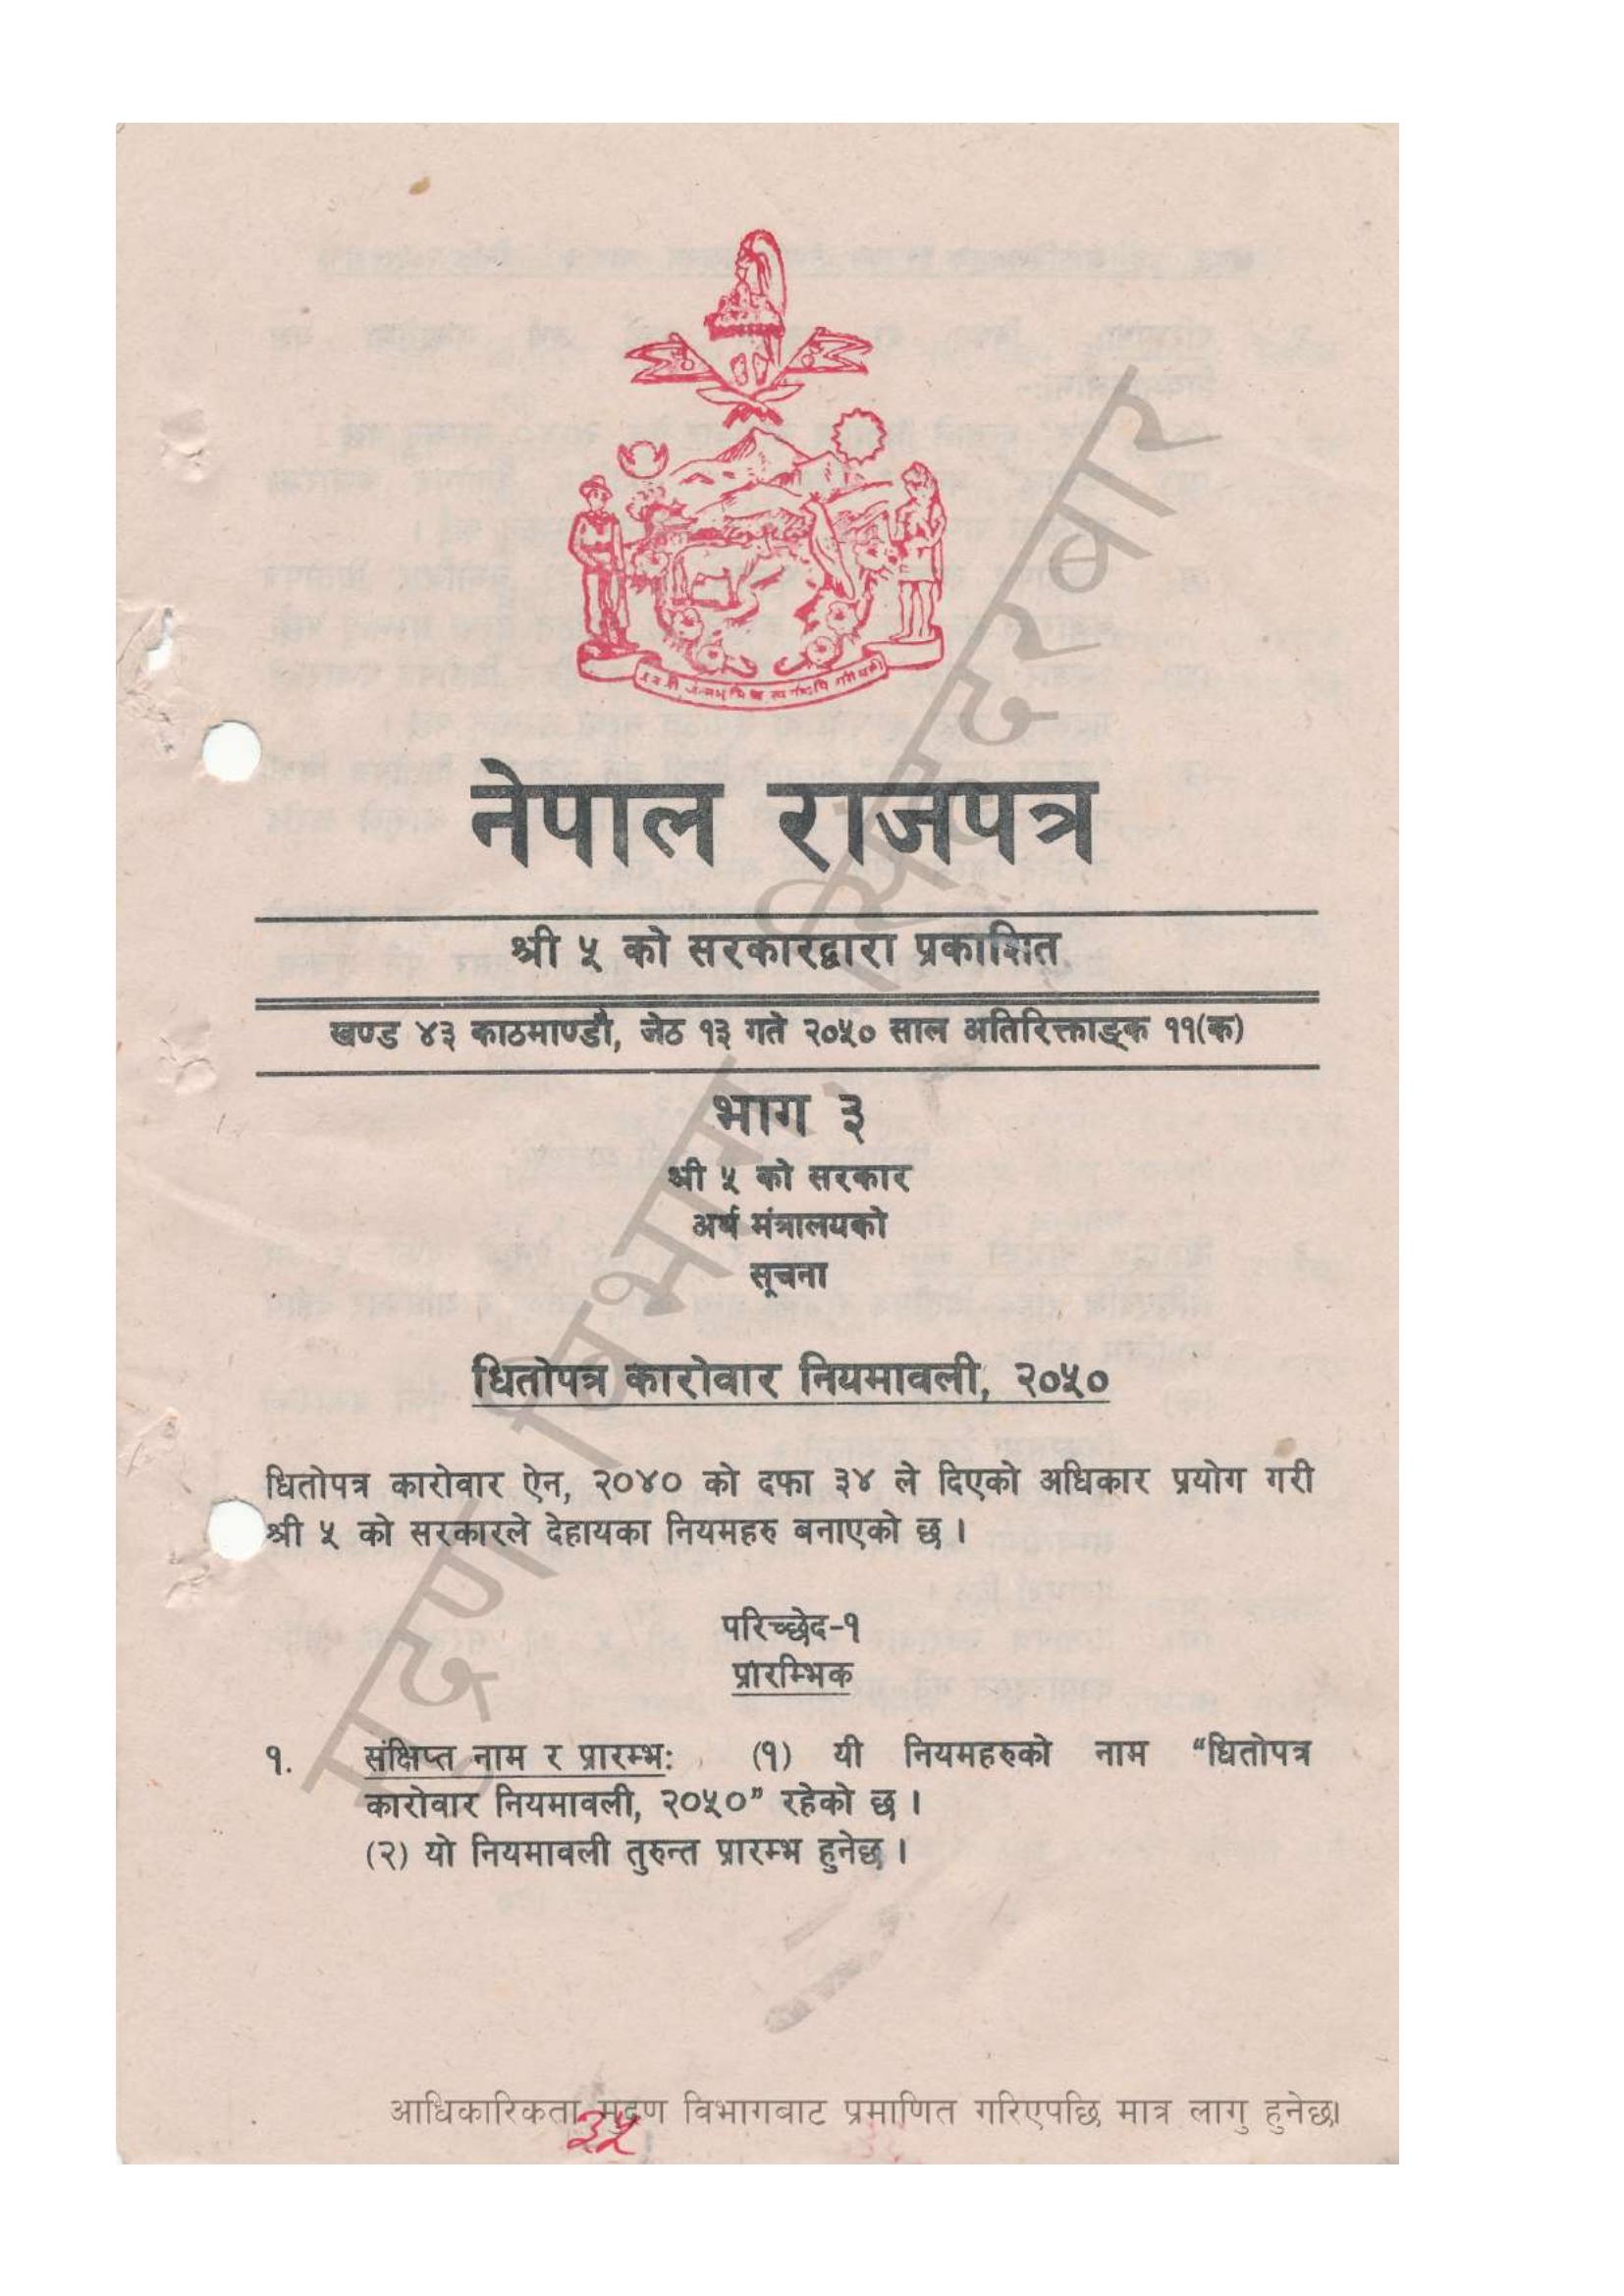 नेपाल राजपत्र
श्री ५ को सरकारद्वारा प्रकाशित
खण्ड ४३ काठमाण्डौ, जेठ १३ गते २०५० साल अतिरिक्ताङ्क ११(क)
भाग ३
श्री ५ को सरकार
अर्थ मंत्रालयको
सूचना
धितोपत्र कारोवार नियमावली, २०५०
धितोपत्र कारोवार ऐन, २०४० को दफा ३४ ले दिएको अधिकार प्रयोग गरी
श्री ५ को सरकारले देहायका नियमहरु बनाएको छ ।
परिच्छेद-१
प्रारम्भिक
१. संक्षिप्त नाम र प्रारम्भ: (१) यी नियमहरुको नाम “धितोपत्र
कारोवार नियमावली, २०५०” रहेको छ ।
(२) यो नियमावली तुरुन्त प्रारम्भ हुनेछ ।
मुद्रण विभाग, सिंहदरवार
आधिकारिकता मुद्रण विभागबाट प्रमाणित गरिएपछि मात्र लागु हुनेछ।
३५